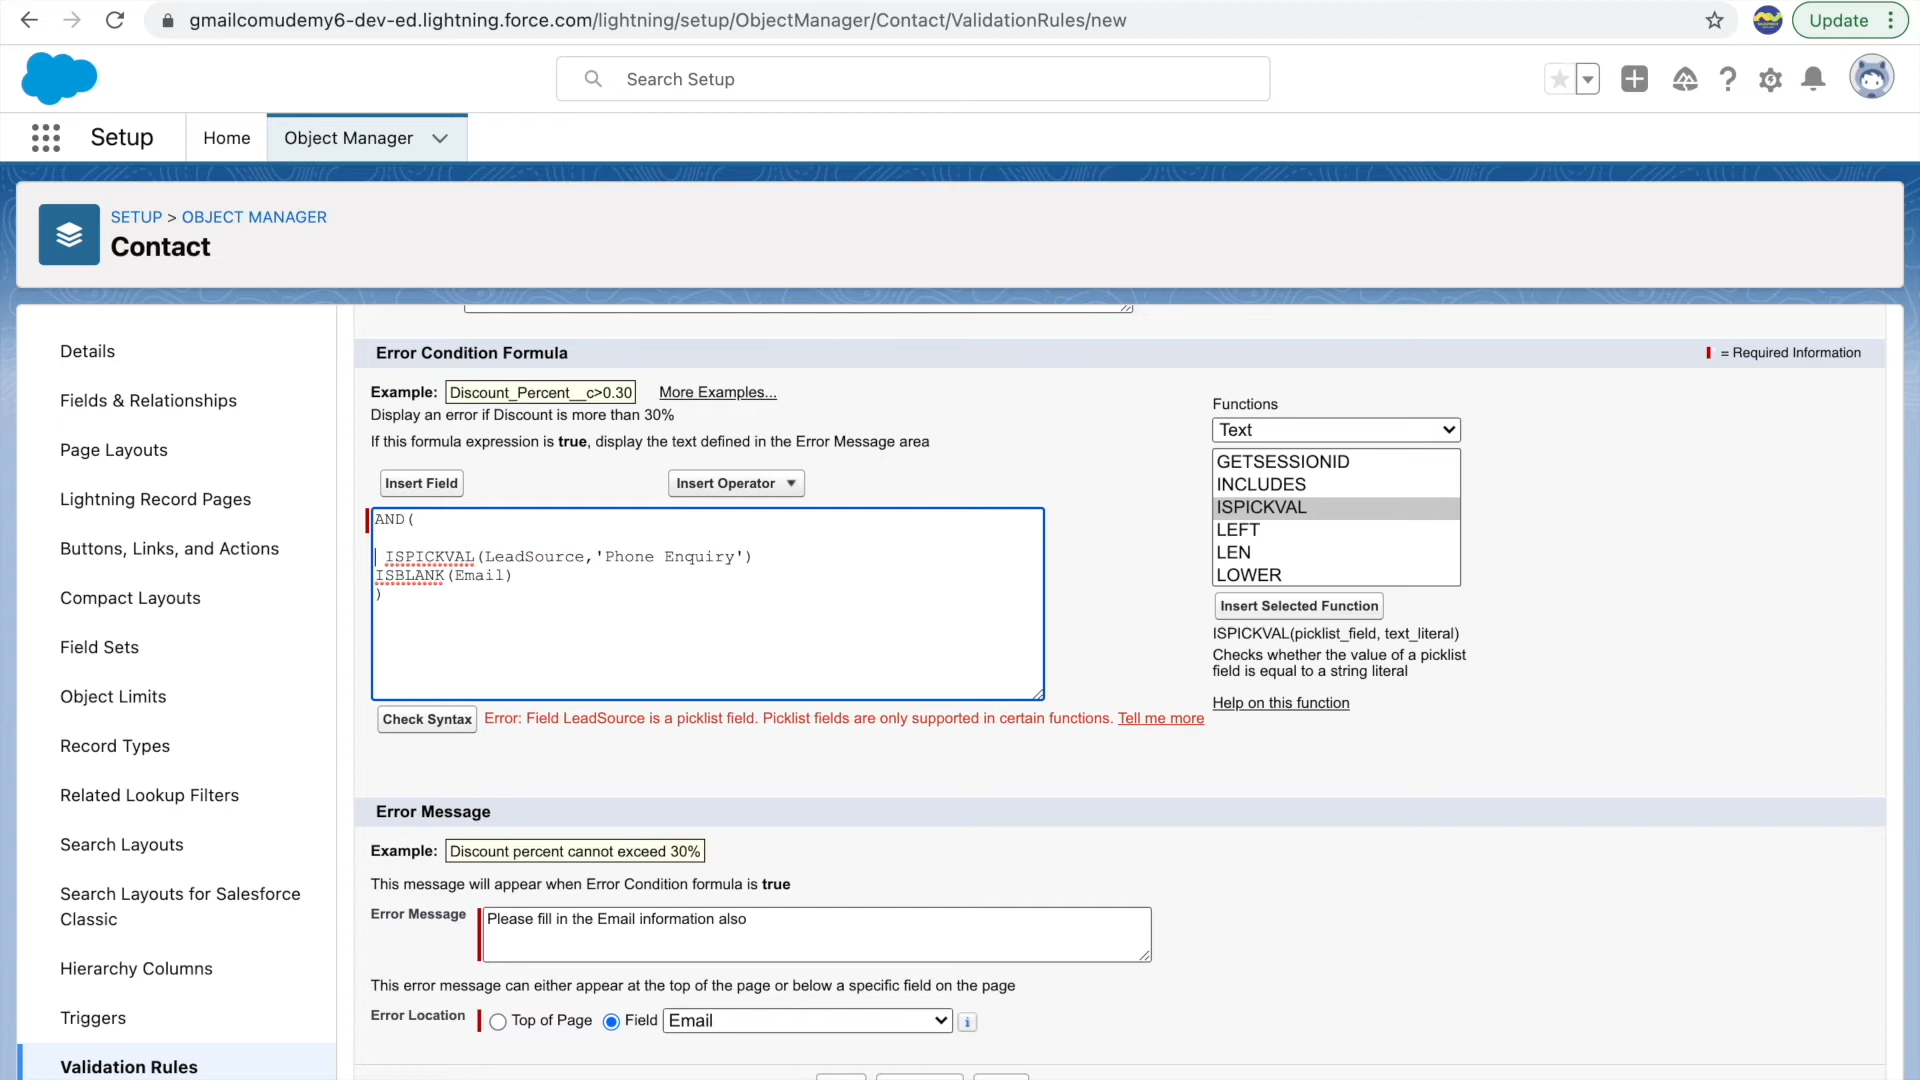 gmailcomudemy6-dev-ed.lightning.force.com/lightning/setup/ObjectManager/Contact/ValidationRules/new
Update
Search Setup
Setup
Home
Object Manager
SETUP > OBJECT MANAGER
Contact
Details
Fields & Relationships
Page Layouts
Lightning Record Pages
Buttons, Links, and Actions
Compact Layouts
Field Sets
Object Limits
Record Types
Related Lookup Filters
Search Layouts
Search Layouts for Salesforce
Classic
Hierarchy Columns
Triggers
Validation Rules
Error Condition Formula
= Required Information
Example: Discount_Percent__c>0.30 More Examples...
Display an error if Discount is more than 30%
If this formula expression is true, display the text defined in the Error Message area
Insert Field
Insert Operator
AND(
ISPICKVAL(LeadSource,'Phone Enquiry')
ISBLANK(Email)
)
Check Syntax
Error: Field LeadSource is a picklist field. Picklist fields are only supported in certain functions. Tell me more
Functions
Text
GETSESSIONID
INCLUDES
ISPICKVAL
LEFT
LEN
LOWER
Insert Selected Function
ISPICKVAL(picklist_field, text_literal)
Checks whether the value of a picklist
field is equal to a string literal
Help on this function
Error Message
Example: Discount percent cannot exceed 30%
This message will appear when Error Condition formula is true
Error Message
Please fill in the Email information also
This error message can either appear at the top of the page or below a specific field on the page
Error Location
Top of Page
Field
Email